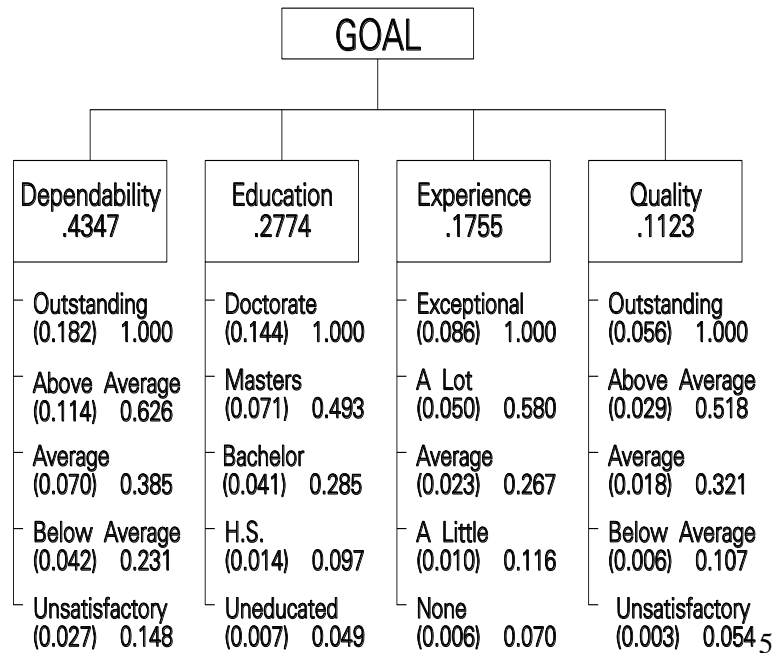 GOAL
Dependability
.4347
Outstanding
(0.182) 1.000
Above Average
(0.114) 0.626
Average
(0.070) 0.385
Below Average
(0.042) 0.231
Unsatisfactory
(0.027) 0.148
Education
.2774
Doctorate
(0.144) 1.000
Masters
(0.071) 0.493
Bachelor
(0.041) 0.285
H.S.
(0.014) 0.097
Uneducated
(0.007) 0.049
Experience
.1755
Exceptional
(0.086) 1.000
A Lot
(0.050) 0.580
Average
(0.023) 0.267
A Little
(0.010) 0.116
None
(0.006) 0.070
Quality
.1123
Outstanding
(0.056) 1.000
Above Average
(0.029) 0.518
Average
(0.018) 0.321
Below Average
(0.006) 0.107
Unsatisfactory
(0.003) 0.054
5